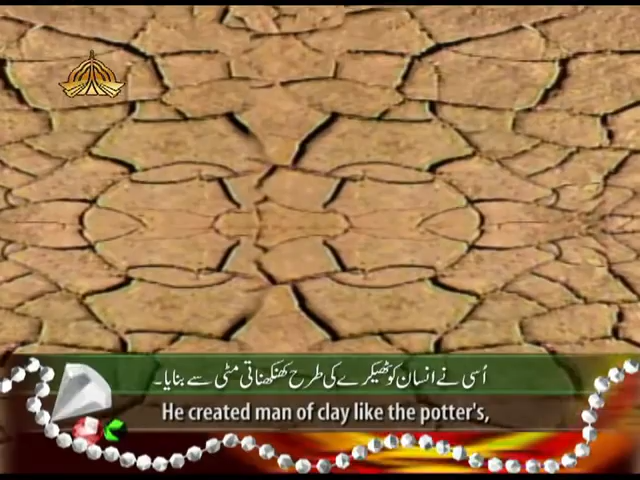 اُسی نے انسان کو ٹھیکرے کی طرح کھنکھناتی مٹی سے بنایا۔
He created man of clay like the potter's,